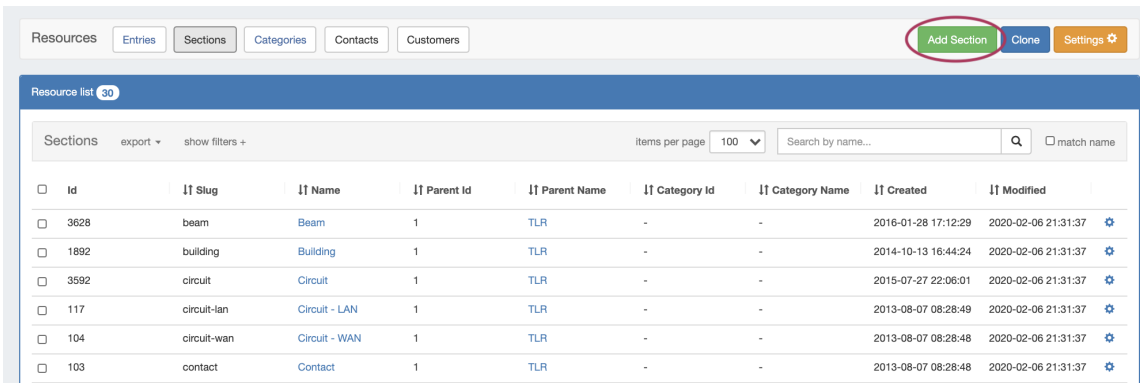 Resources Entries Sections Categories Contacts Customers Add Section Clone Settings
Resource list 30
Sections export show filters + items per page 100 Search by name... match name
Id Slug Name Parent Id Parent Name Category Id Category Name Created Modified
3628 beam Beam 1 TLR - - 2016-01-28 17:12:29 2020-02-06 21:31:37
1892 building Building 1 TLR - - 2014-10-13 16:44:24 2020-02-06 21:31:37
3592 circuit Circuit 1 TLR - - 2015-07-27 22:06:01 2020-02-06 21:31:37
117 circuit-lan Circuit - LAN 1 TLR - - 2013-08-07 08:28:49 2020-02-06 21:31:37
104 circuit-wan Circuit - WAN 1 TLR - - 2013-08-07 08:28:48 2020-02-06 21:31:37
103 contact Contact 1 TLR - - 2013-08-07 08:28:48 2020-02-06 21:31:37